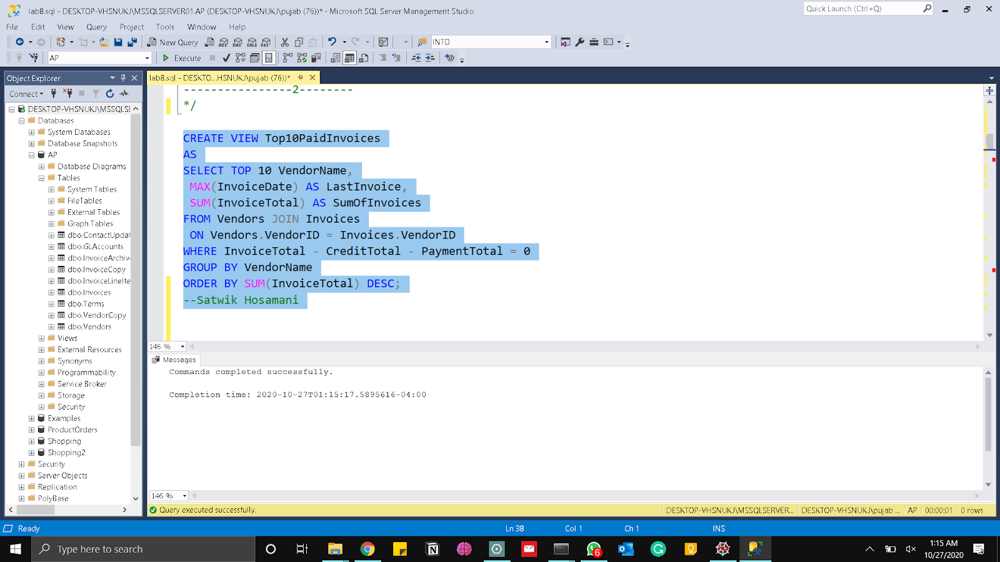 lab8.sql - DESKTOP-VHSNUKJ\MSSQLSERVER01.AP (DESKTOP-VHSNUKJ\pujab (76))* - Microsoft SQL Server Management Studio
Quick Launch (Ctrl+Q)
File Edit View Query Project Tools Window Help
New Query MDX DMX XMLA DAX INTO
AP Execute
Object Explorer
Connect
DESKTOP-VHSNUKJ\MSSQLSE
Databases
System Databases
Database Snapshots
AP
Database Diagrams
Tables
System Tables
FileTables
External Tables
Graph Tables
dbo.ContactUpdat
dbo.GLAccounts
dbo.InvoiceArchiv
dbo.InvoiceCopy
dbo.InvoiceLineIte
dbo.Invoices
dbo.Terms
dbo.VendorCopy
dbo.Vendors
Views
External Resources
Synonyms
Programmability
Service Broker
Storage
Security
Examples
ProductOrders
Shopping
Shopping2
Security
Server Objects
Replication
PolyBase
lab8.sql - DESKTO...HSNUKJ\pujab (76))*
----------------2--------
*/
CREATE VIEW Top10PaidInvoices
AS
SELECT TOP 10 VendorName,
MAX(InvoiceDate) AS LastInvoice,
SUM(InvoiceTotal) AS SumOfInvoices
FROM Vendors JOIN Invoices
ON Vendors.VendorID = Invoices.VendorID
WHERE InvoiceTotal - CreditTotal - PaymentTotal = 0
GROUP BY VendorName
ORDER BY SUM(InvoiceTotal) DESC;
--Satwik Hosamani
146 %
Messages
Commands completed successfully.
Completion time: 2020-10-27T01:15:17.5895616-04:00
146 %
Query executed successfully. DESKTOP-VHSNUKJ\MSSQLSERVER... DESKTOP-VHSNUKJ\pujab ... AP 00:00:01 0 rows
Ready Ln 38 Col 1 Ch 1 INS
Type here to search 6 1:15 AM
10/27/2020